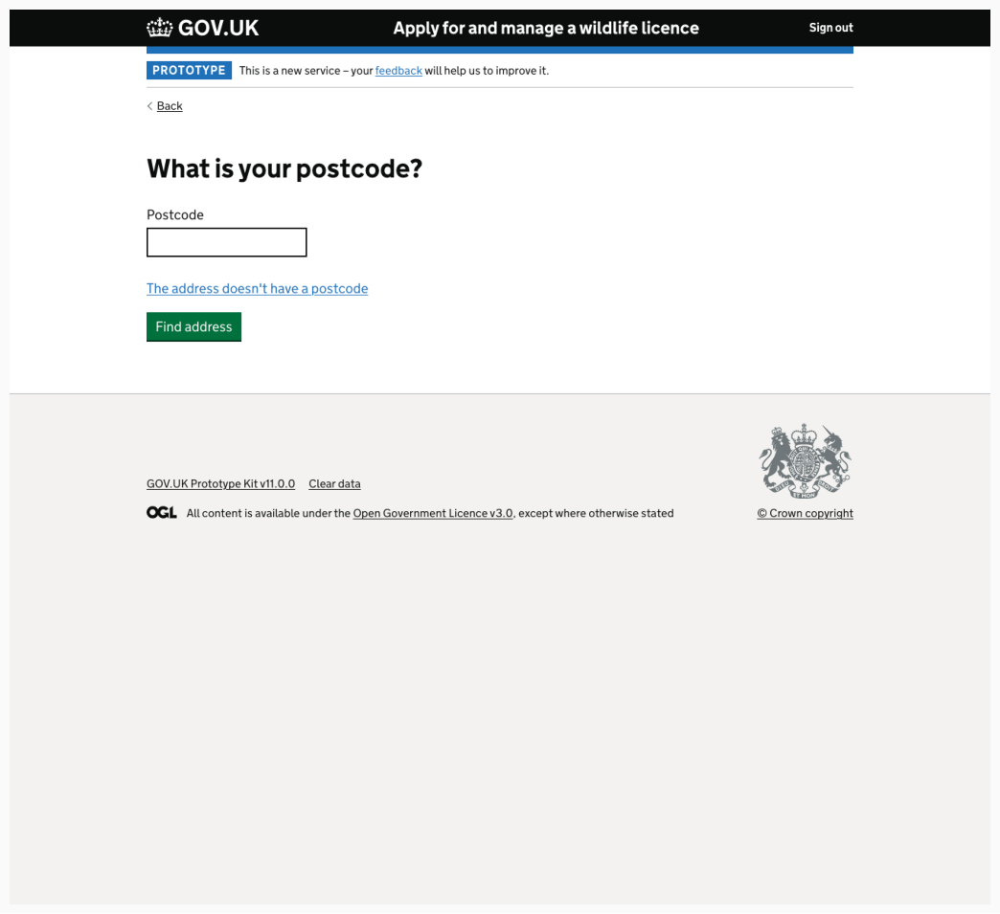 GOV.UK Apply for and manage a wildlife licence Sign out
PROTOTYPE This is a new service – your feedback will help us to improve it.
Back
What is your postcode?
Postcode
The address doesn't have a postcode
Find address
GOV.UK Prototype Kit v11.0.0 Clear data
OGL All content is available under the Open Government Licence v3.0, except where otherwise stated
© Crown copyright